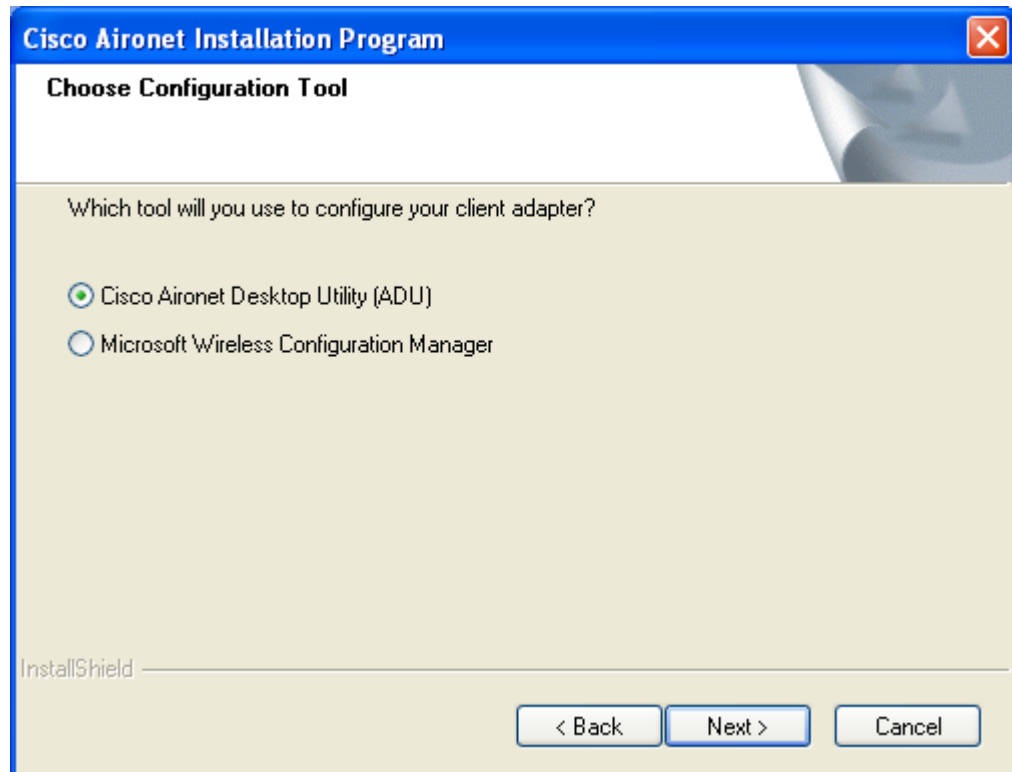 Cisco Aironet Installation Program
Choose Configuration Tool
Which tool will you use to configure your client adapter?
Cisco Aironet Desktop Utility (ADU)
Microsoft Wireless Configuration Manager
InstallShield
< Back
Next >
Cancel